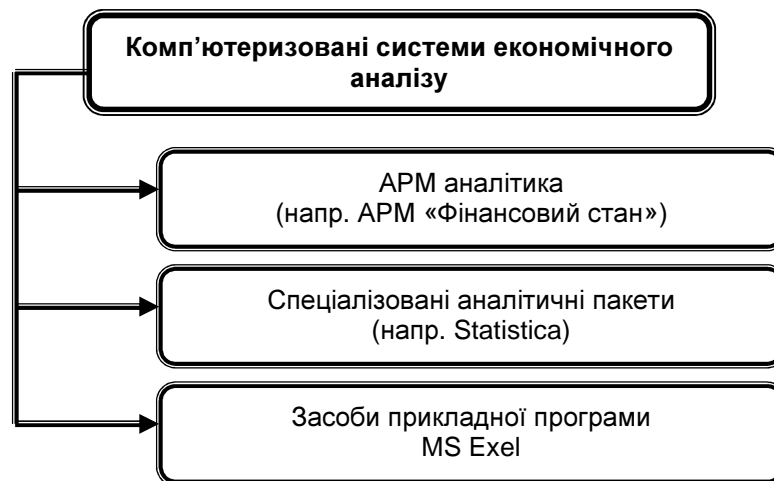 Комп’ютеризовані системи економічного
аналізу
АРМ аналітика
(напр. АРМ «Фінансовий стан»)
Спеціалізовані аналітичні пакети
(напр. Statistica)
Засоби прикладної програми
MS Exel